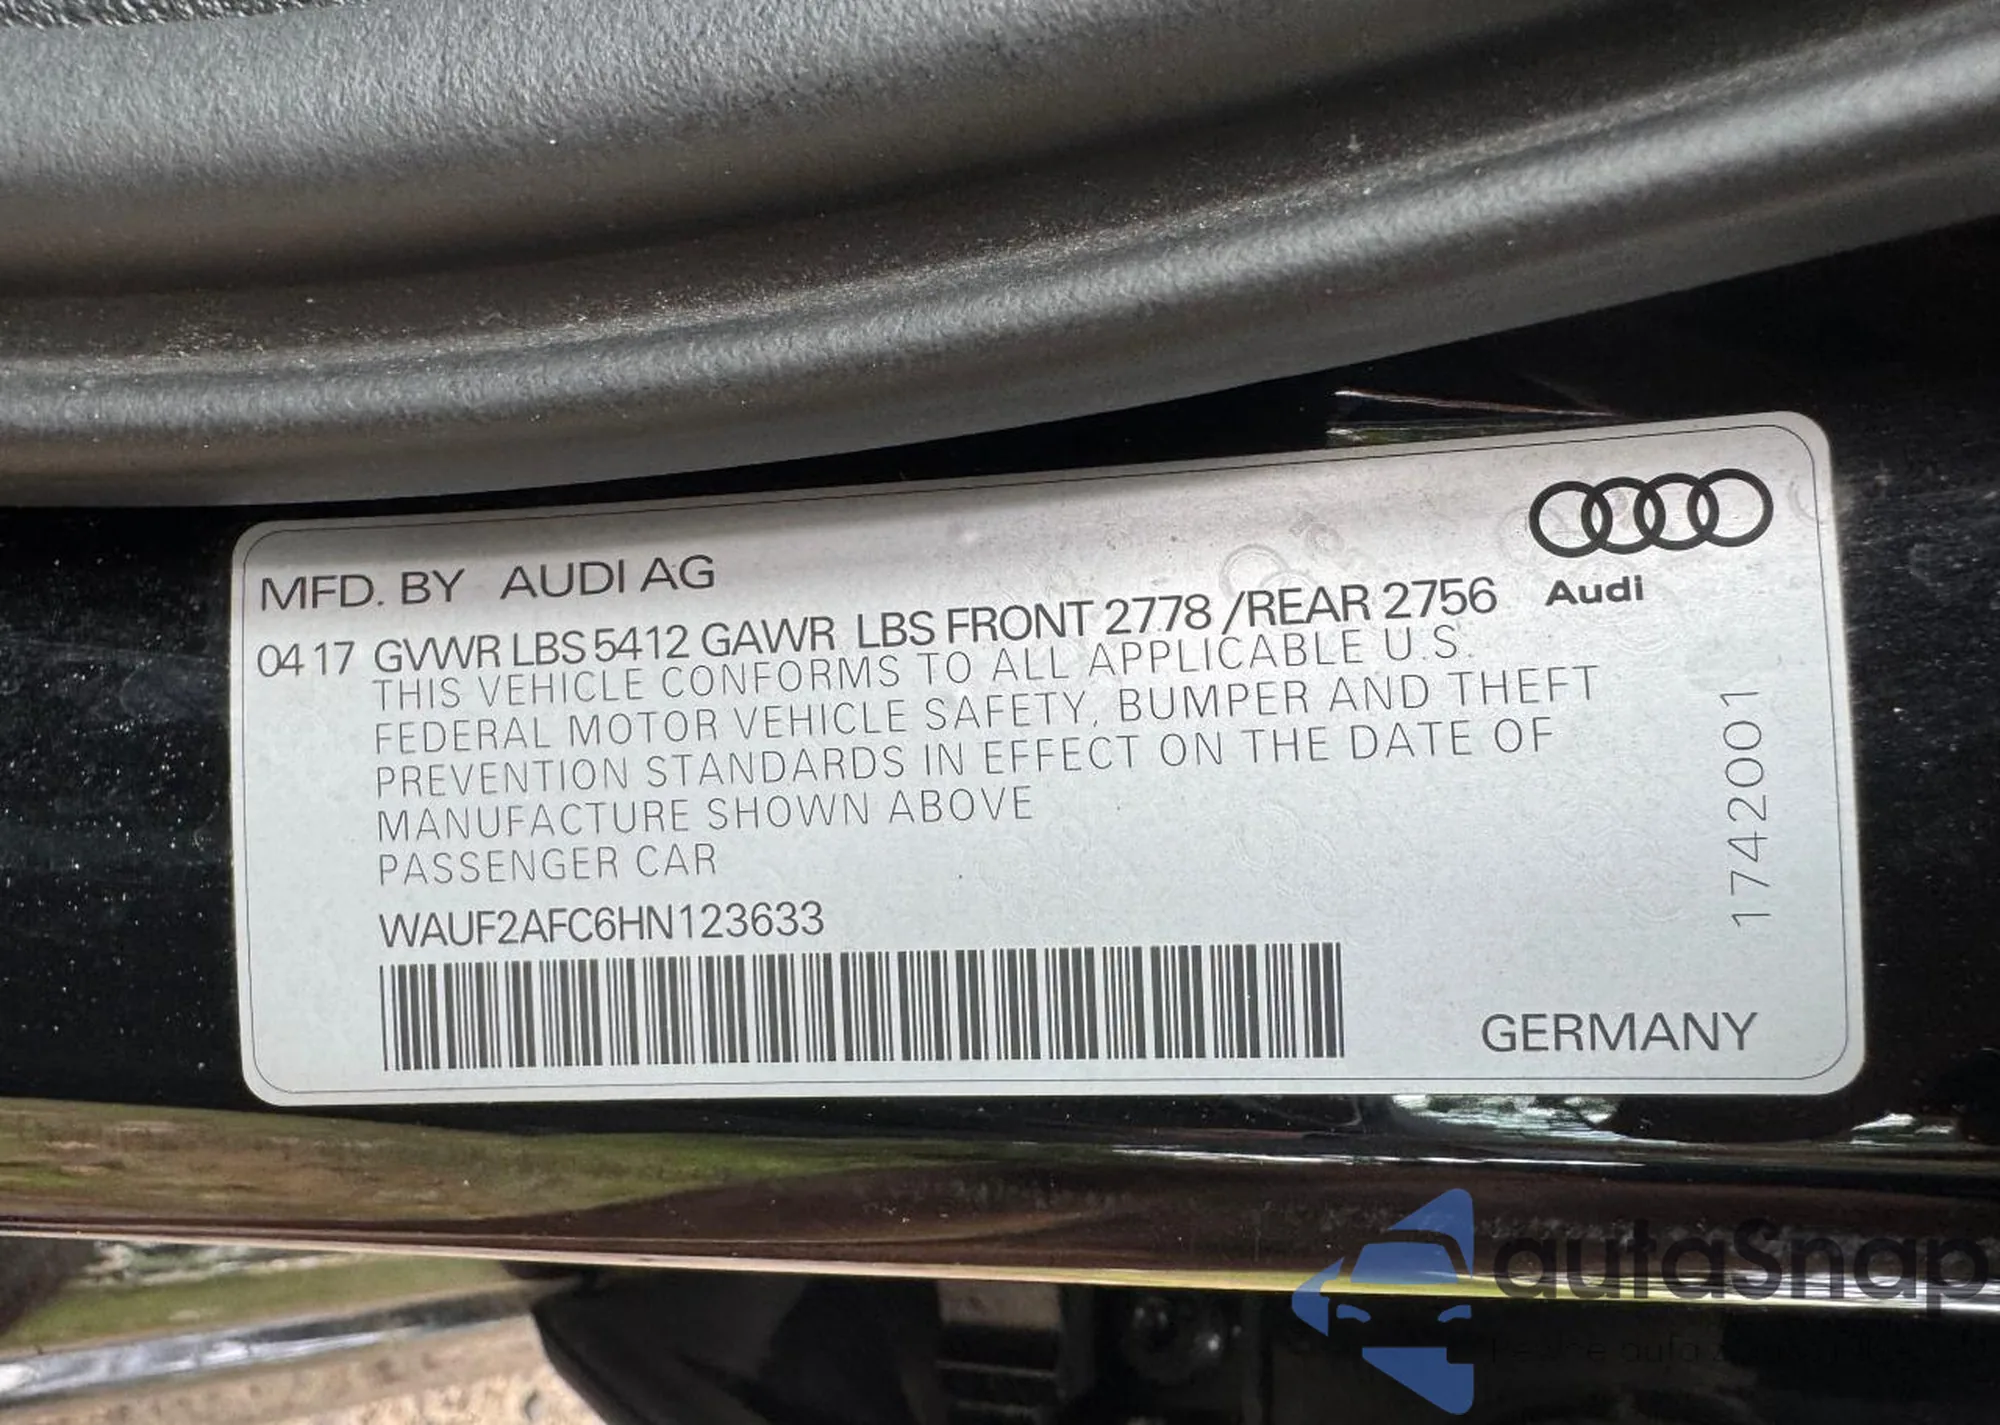 MFD. BY AUDI AG
Audi
04 17 GVWR LBS 5412 GAWR LBS FRONT 2778 /REAR 2756
THIS VEHICLE CONFORMS TO ALL APPLICABLE U.S.
FEDERAL MOTOR VEHICLE SAFETY, BUMPER AND THEFT
PREVENTION STANDARDS IN EFFECT ON THE DATE OF
MANUFACTURE SHOWN ABOVE
PASSENGER CAR
1742001
WAUF2AFC6HN123633
GERMANY
autaSnap